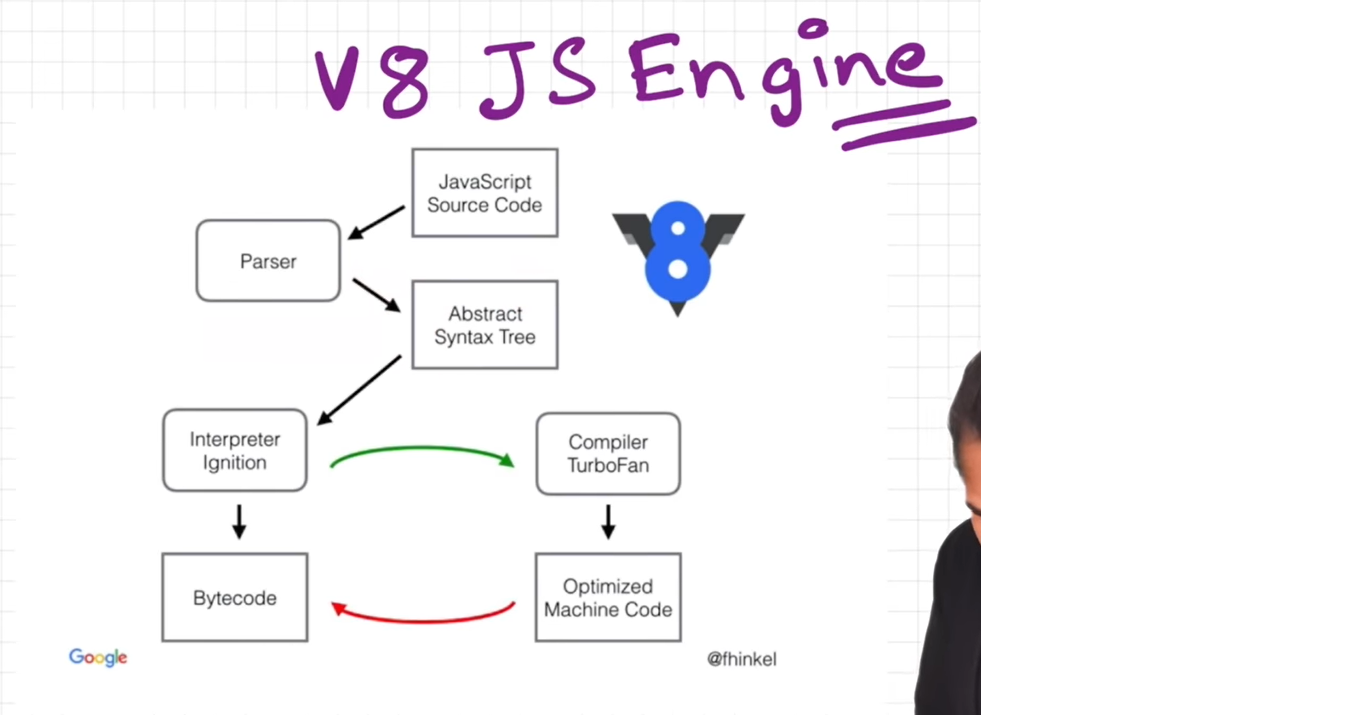 V8 JS Engine
JavaScript
Source Code
Parser
Abstract
Syntax Tree
Interpreter
Ignition
Compiler
TurboFan
Bytecode
Optimized
Machine Code
Google
@fhinkel